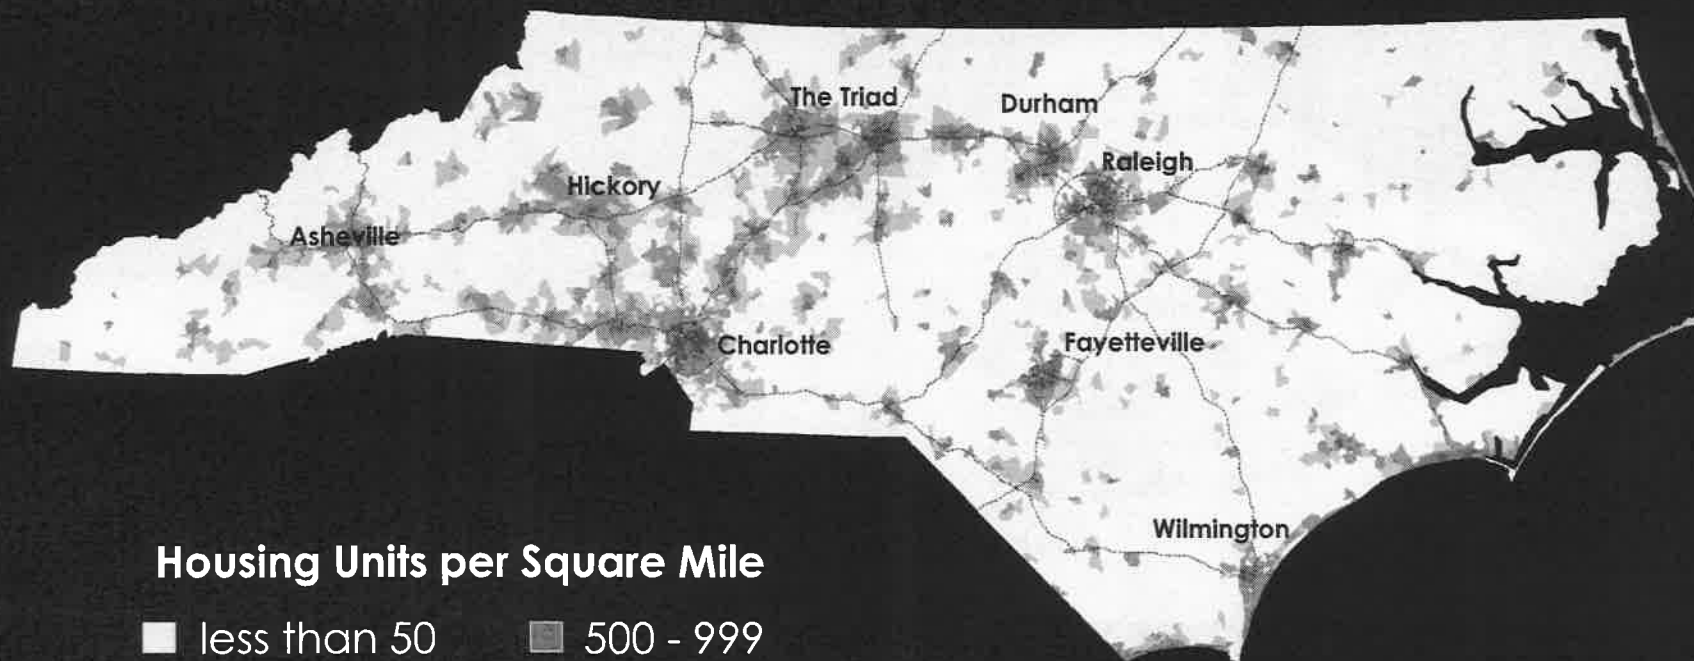 The Triad
Durham
Raleigh
Hickory
Asheville
Charlotte
Fayetteville
Wilmington
Housing Units per Square Mile
less than 50
500 - 999